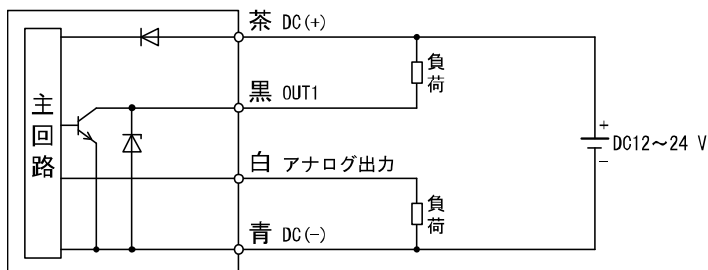 茶 DC(+)
負荷
主回路
黒 OUT1
+
DC12～24 V
−
白 アナログ出力
負荷
青 DC(−)